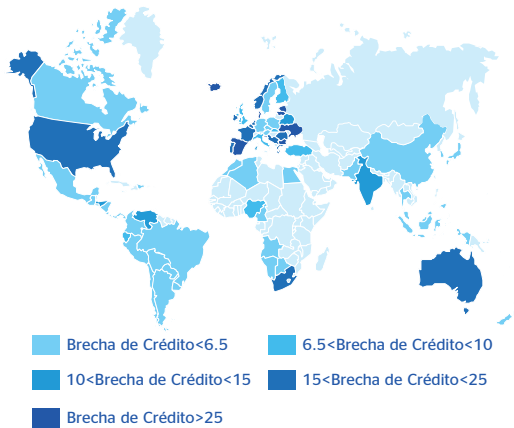 Brecha de Crédito<6.5
6.5<Brecha de Crédito<10
10<Brecha de Crédito<15
15<Brecha de Crédito<25
Brecha de Crédito>25